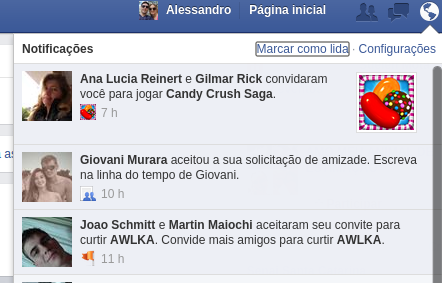 Alessandro Página inicial
Notificações Marcar como lida · Configurações
Ana Lucia Reinert e Gilmar Rick convidaram
você para jogar Candy Crush Saga.
7 h
Giovani Murara aceitou a sua solicitação de amizade. Escreva
na linha do tempo de Giovani.
10 h
Joao Schmitt e Martin Maiochi aceitaram seu convite para
curtir AWLKA. Convide mais amigos para curtir AWLKA.
11 h